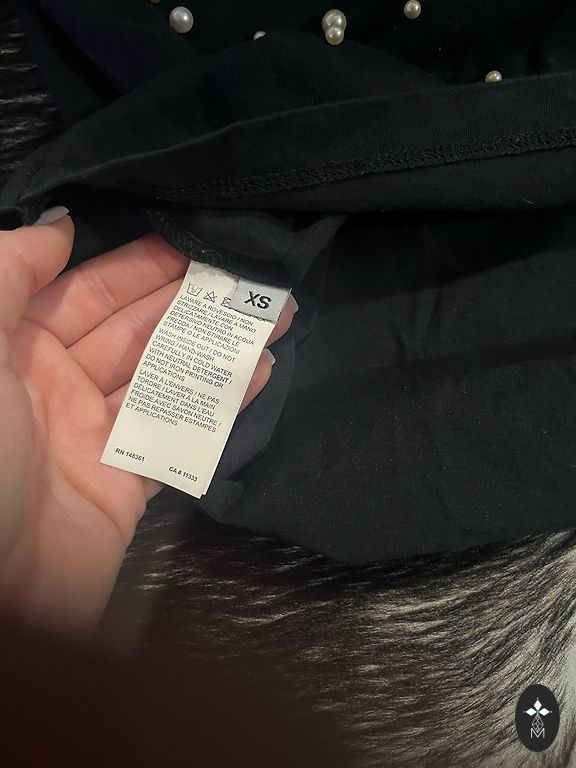 XS
LAVARE A ROVESCIO / NON
STRIZZARE / LAVARE A MANO
DELICATAMENTE CON
DETERSIVO NEUTRO IN ACQUA
FREDDA / NON STIRARE LE
STAMPE O LE APPLICAZIONI
WASH INSIDE OUT / DO NOT
WRING / HAND-WASH
CAREFULLY IN COLD WATER
WITH NEUTRAL DETERGENT /
DO NOT IRON PRINTING OR
APPLICATIONS
LAVER À L'ENVERS / NE PAS
TORDRE / LAVER À LA MAIN
DÉLICATEMENT DANS L'EAU
FROIDE AVEC SAVON NEUTRE /
NE PAS REPASSER ESTAMPES
ET APPLICATIONS
RN 148361
CA # 11333
M